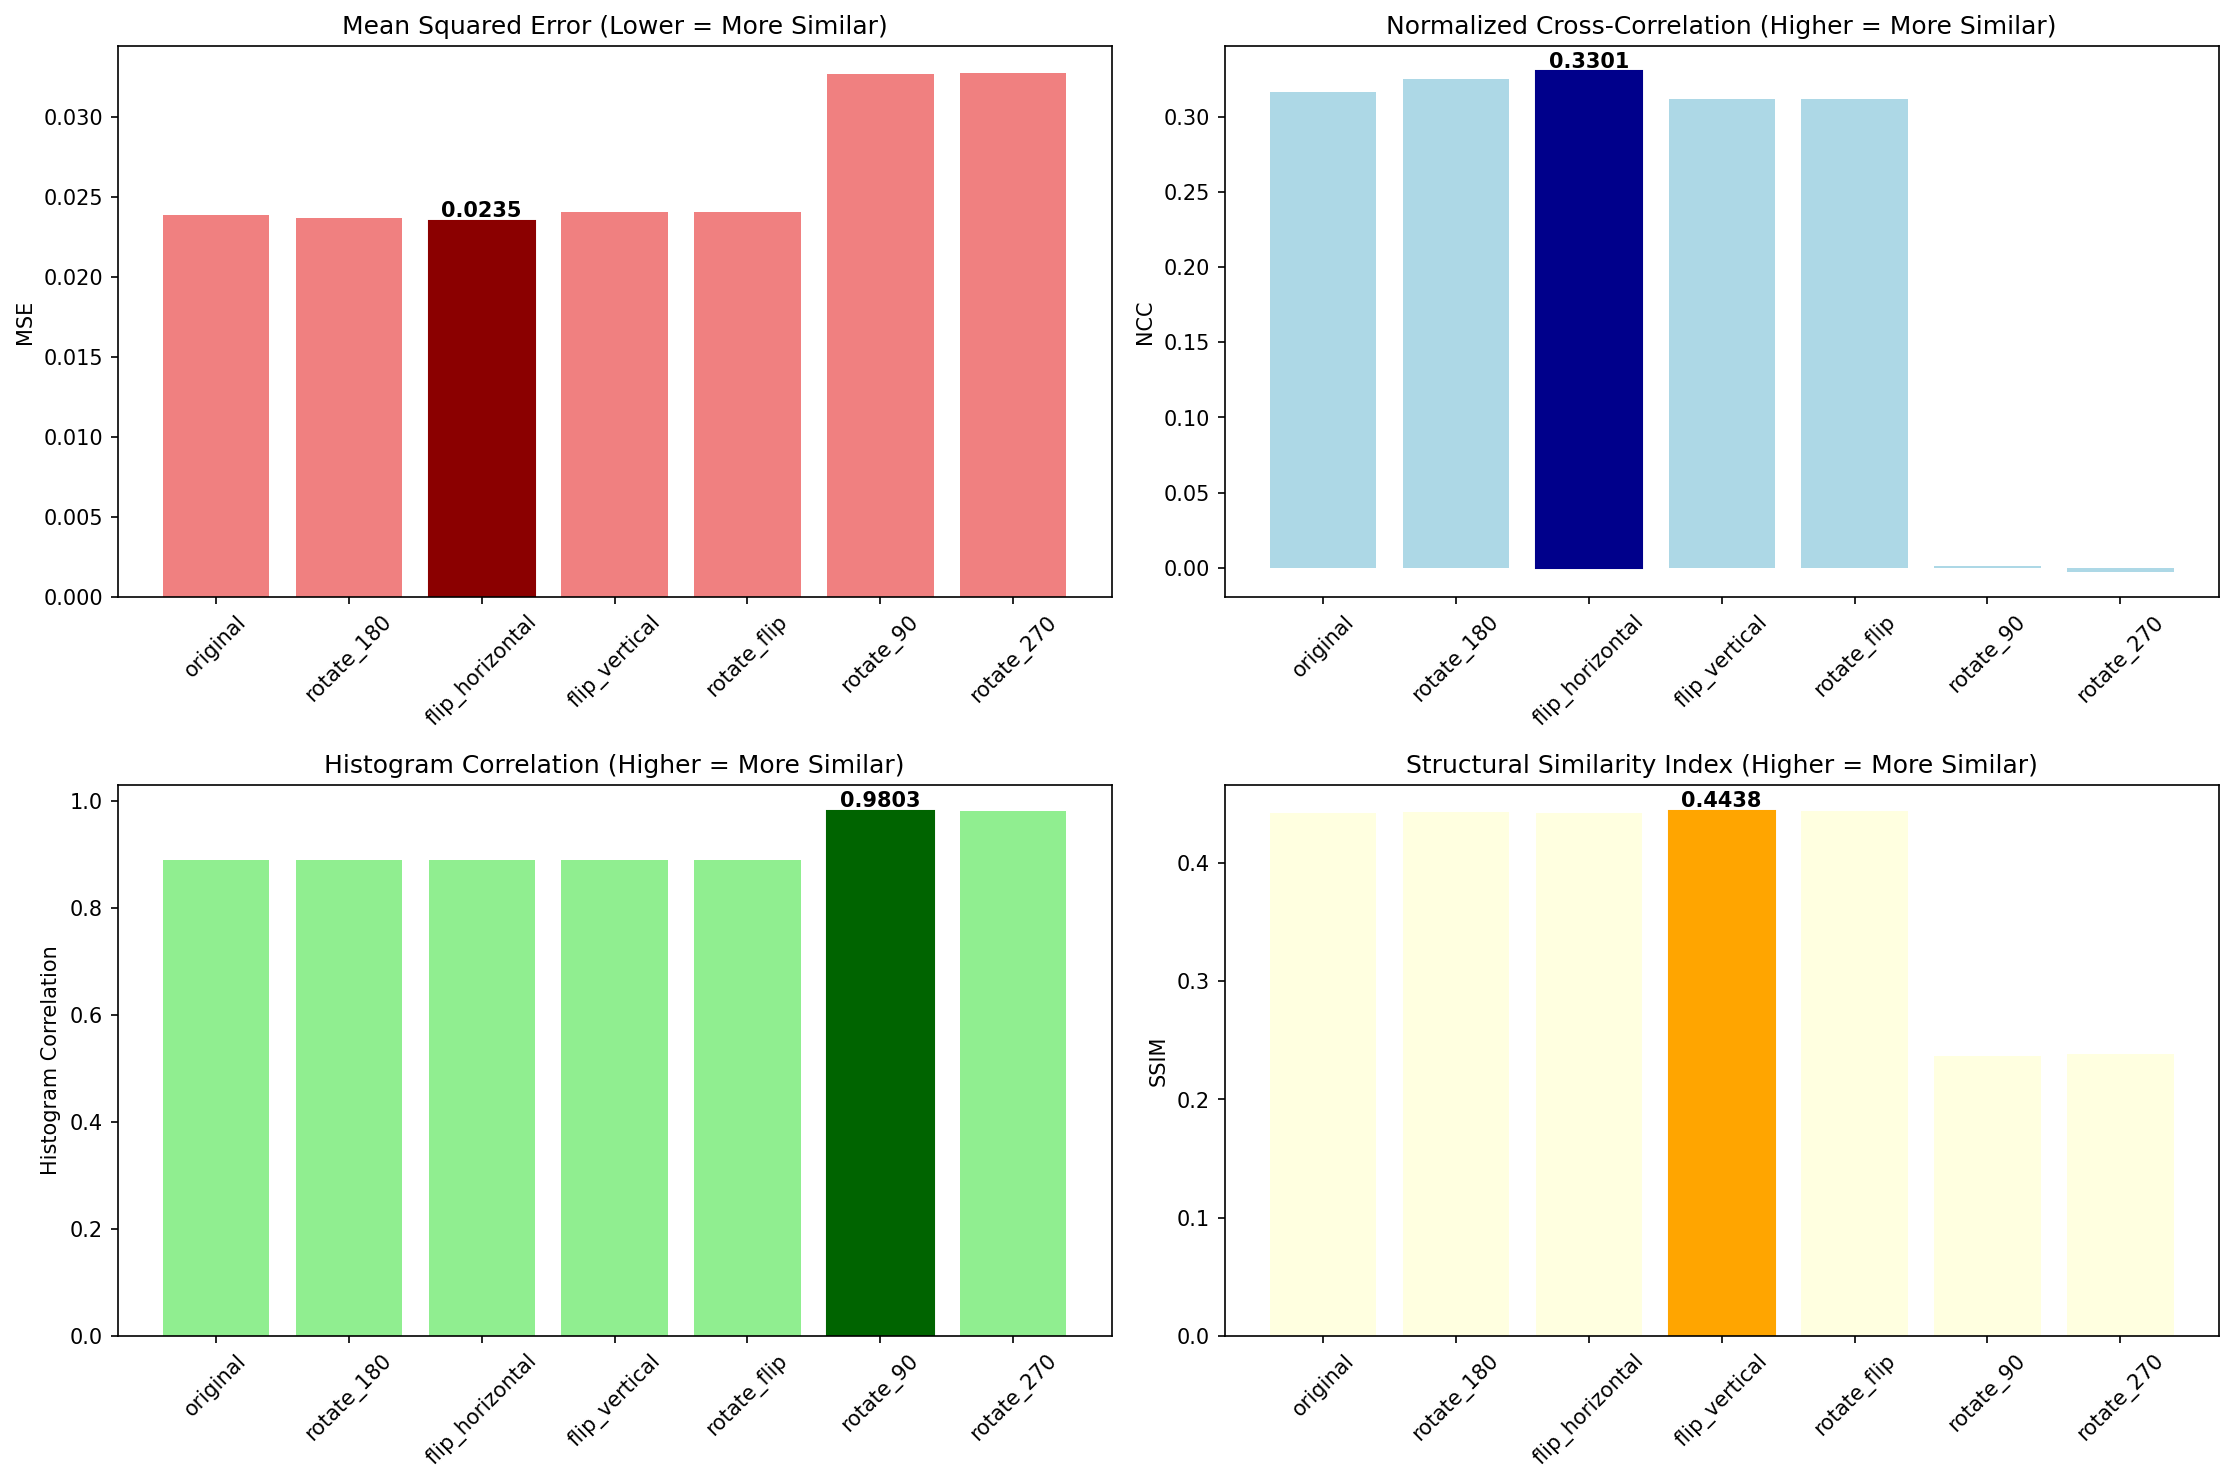 Mean Squared Error (Lower = More Similar)
MSE
0.030
0.025
0.020
0.015
0.010
0.005
0.000
0.0235
original
rotate_180
flip_horizontal
flip_vertical
rotate_flip
rotate_90
rotate_270
Normalized Cross-Correlation (Higher = More Similar)
NCC
0.30
0.25
0.20
0.15
0.10
0.05
0.00
0.3301
original
rotate_180
flip_horizontal
flip_vertical
rotate_flip
rotate_90
rotate_270
Histogram Correlation (Higher = More Similar)
Histogram Correlation
1.0
0.8
0.6
0.4
0.2
0.0
0.9803
original
rotate_180
flip_horizontal
flip_vertical
rotate_flip
rotate_90
rotate_270
Structural Similarity Index (Higher = More Similar)
SSIM
0.4
0.3
0.2
0.1
0.0
0.4438
original
rotate_180
flip_horizontal
flip_vertical
rotate_flip
rotate_90
rotate_270